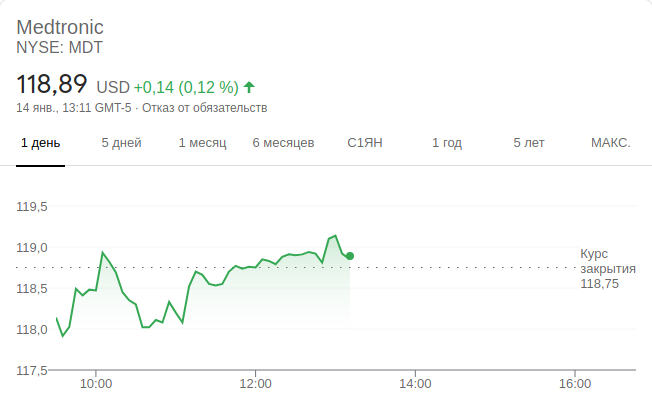 Medtronic
NYSE: MDT
118,89 USD +0,14 (0,12 %)
14 янв., 13:11 GMT-5 · Отказ от обязательств
1 день 5 дней 1 месяц 6 месяцев С1ЯН 1 год 5 лет МАКС.
119,5
119,0
118,5
118,0
117,5
Курс
закрытия
118,75
10:00 12:00 14:00 16:00